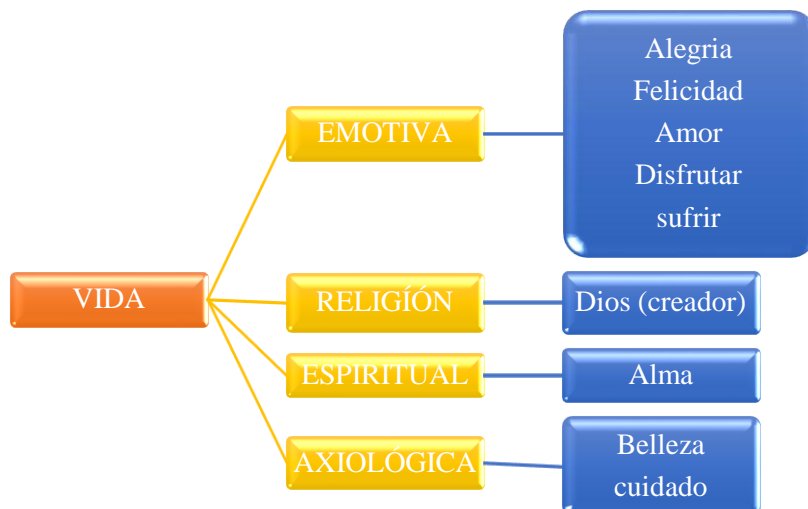 Alegria
Felicidad
Amor
Disfrutar
sufrir
EMOTIVA
VIDA
RELIGÍÓN
Dios (creador)
ESPIRITUAL
Alma
AXIOLÓGICA
Belleza
cuidado